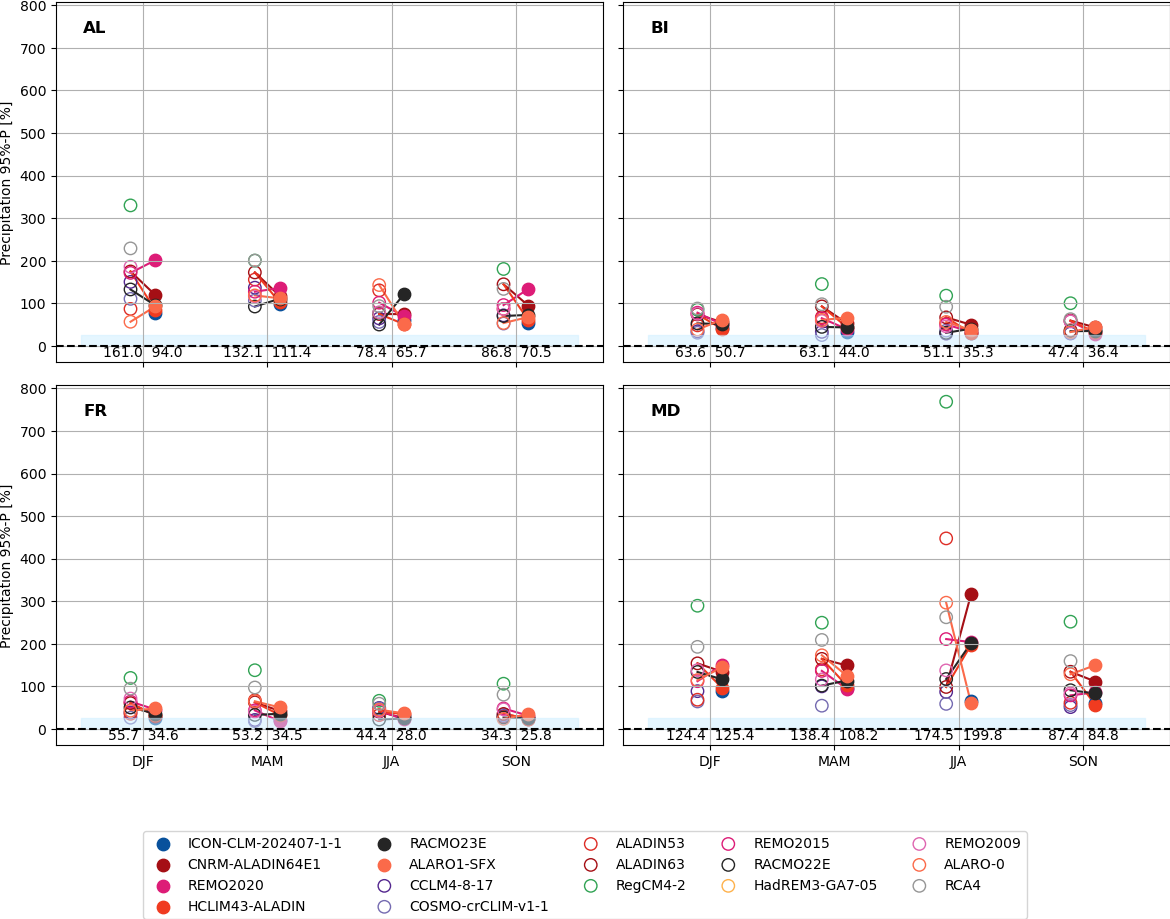 AL
BI
800
700
600
500
400
300
200
100
0
Precipitation 95%-P [%]
161.0 94.0 132.1 111.4 78.4 65.7 86.8 70.5
63.6 50.7 63.1 44.0 51.1 35.3 47.4 36.4
FR
MD
800
700
600
500
400
300
200
100
0
Precipitation 95%-P [%]
55.7 34.6 53.2 34.5 44.4 28.0 34.3 25.8
124.4 125.4 138.4 108.2 174.5 199.8 87.4 84.8
DJF MAM JJA SON
DJF MAM JJA SON
ICON-CLM-202407-1-1
CNRM-ALADIN64E1
REMO2020
HCLIM43-ALADIN
RACMO23E
ALARO1-SFX
CCLM4-8-17
COSMO-crCLIM-v1-1
ALADIN53
ALADIN63
RegCM4-2
REMO2015
RACMO22E
HadREM3-GA7-05
REMO2009
ALARO-0
RCA4